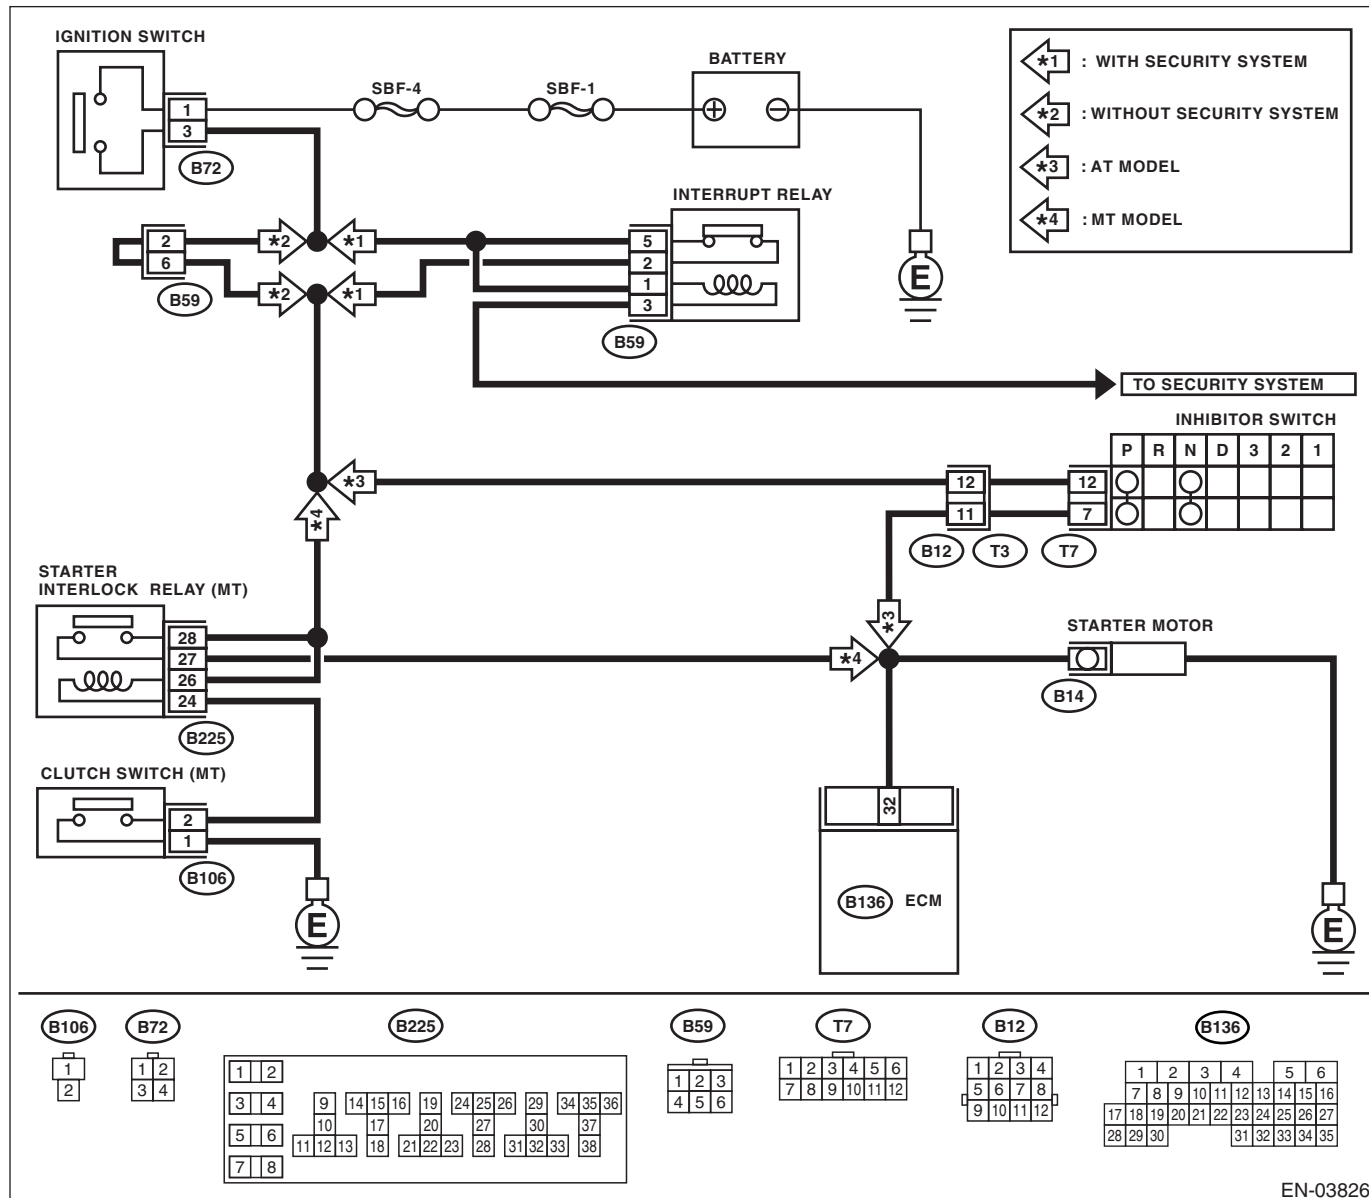 IGNITION SWITCH
1
3
B72
SBF-4
SBF-1
BATTERY
*1 : WITH SECURITY SYSTEM
*2 : WITHOUT SECURITY SYSTEM
*3 : AT MODEL
*4 : MT MODEL
INTERRUPT RELAY
2
6
B59
*2
*1
*2
*1
5
2
1
3
B59
E
TO SECURITY SYSTEM
INHIBITOR SWITCH
P R N D 3 2 1
*3
*4
12
11
12
7
B12
T3
T7
STARTER
INTERLOCK RELAY (MT)
28
27
26
24
B225
*3
*4
STARTER MOTOR
B14
CLUTCH SWITCH (MT)
2
1
B106
E
32
B136 ECM
E
B106
1
2
B72
1 2
3 4
B225
1 2
3 4
5 6
7 8
9 14 15 16 19 24 25 26 29 34 35 36
10 17 20 27 30 37
11 12 13 18 21 22 23 28 31 32 33 38
B59
1 2 3
4 5 6
T7
1 2 3 4 5 6
7 8 9 10 11 12
B12
1 2 3 4
5 6 7 8
9 10 11 12
B136
1 2 3 4 5 6
7 8 9 10 11 12 13 14 15 16
17 18 19 20 21 22 23 24 25 26 27
28 29 30 31 32 33 34 35
EN-03826